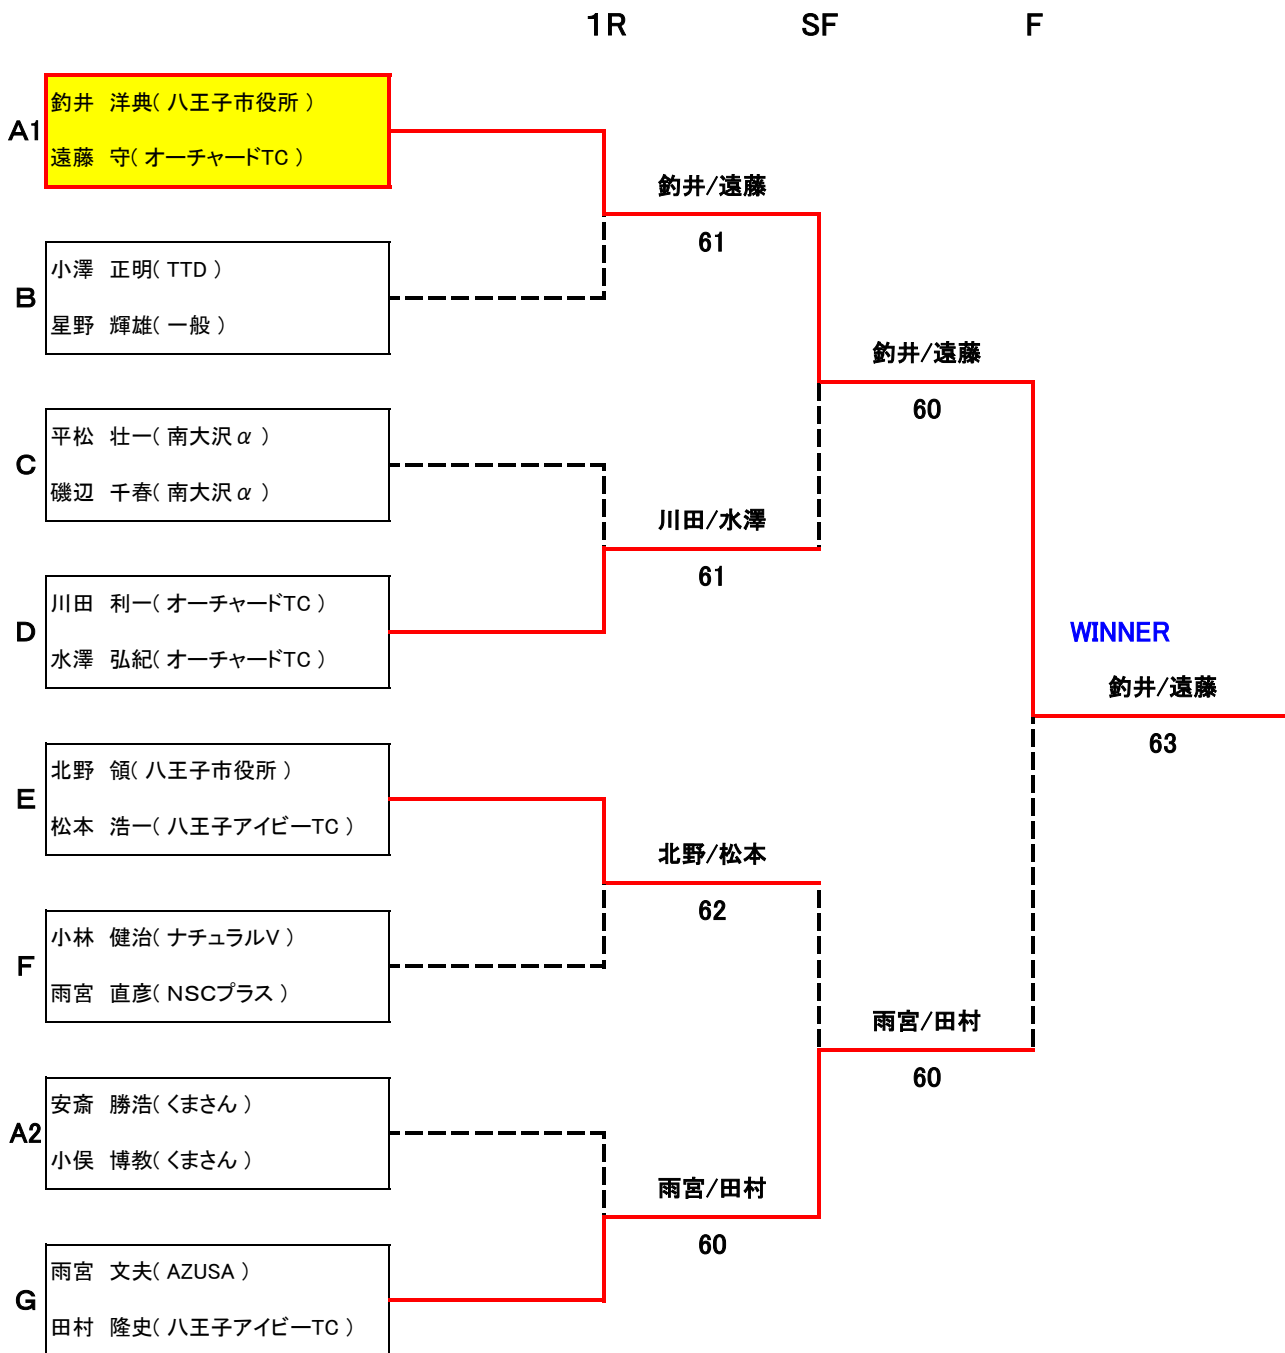 1R SF F
A1
釣井 洋典( 八王子市役所 )
遠藤 守( オーチャードTC )
釣井/遠藤
61
B
小澤 正明( TTD )
星野 輝雄( 一般 )
釣井/遠藤
60
C
平松 壮一( 南大沢α )
磯辺 千春( 南大沢α )
川田/水澤
61
D
川田 利一( オーチャードTC )
水澤 弘紀( オーチャードTC )
WINNER
釣井/遠藤
63
E
北野 領( 八王子市役所 )
松本 浩一( 八王子アイビーTC )
北野/松本
62
F
小林 健治( ナチュラルV )
雨宮 直彦( NSCプラス )
雨宮/田村
60
A2
安斎 勝浩( くまさん )
小俣 博教( くまさん )
雨宮/田村
60
G
雨宮 文夫( AZUSA )
田村 隆史( 八王子アイビーTC )